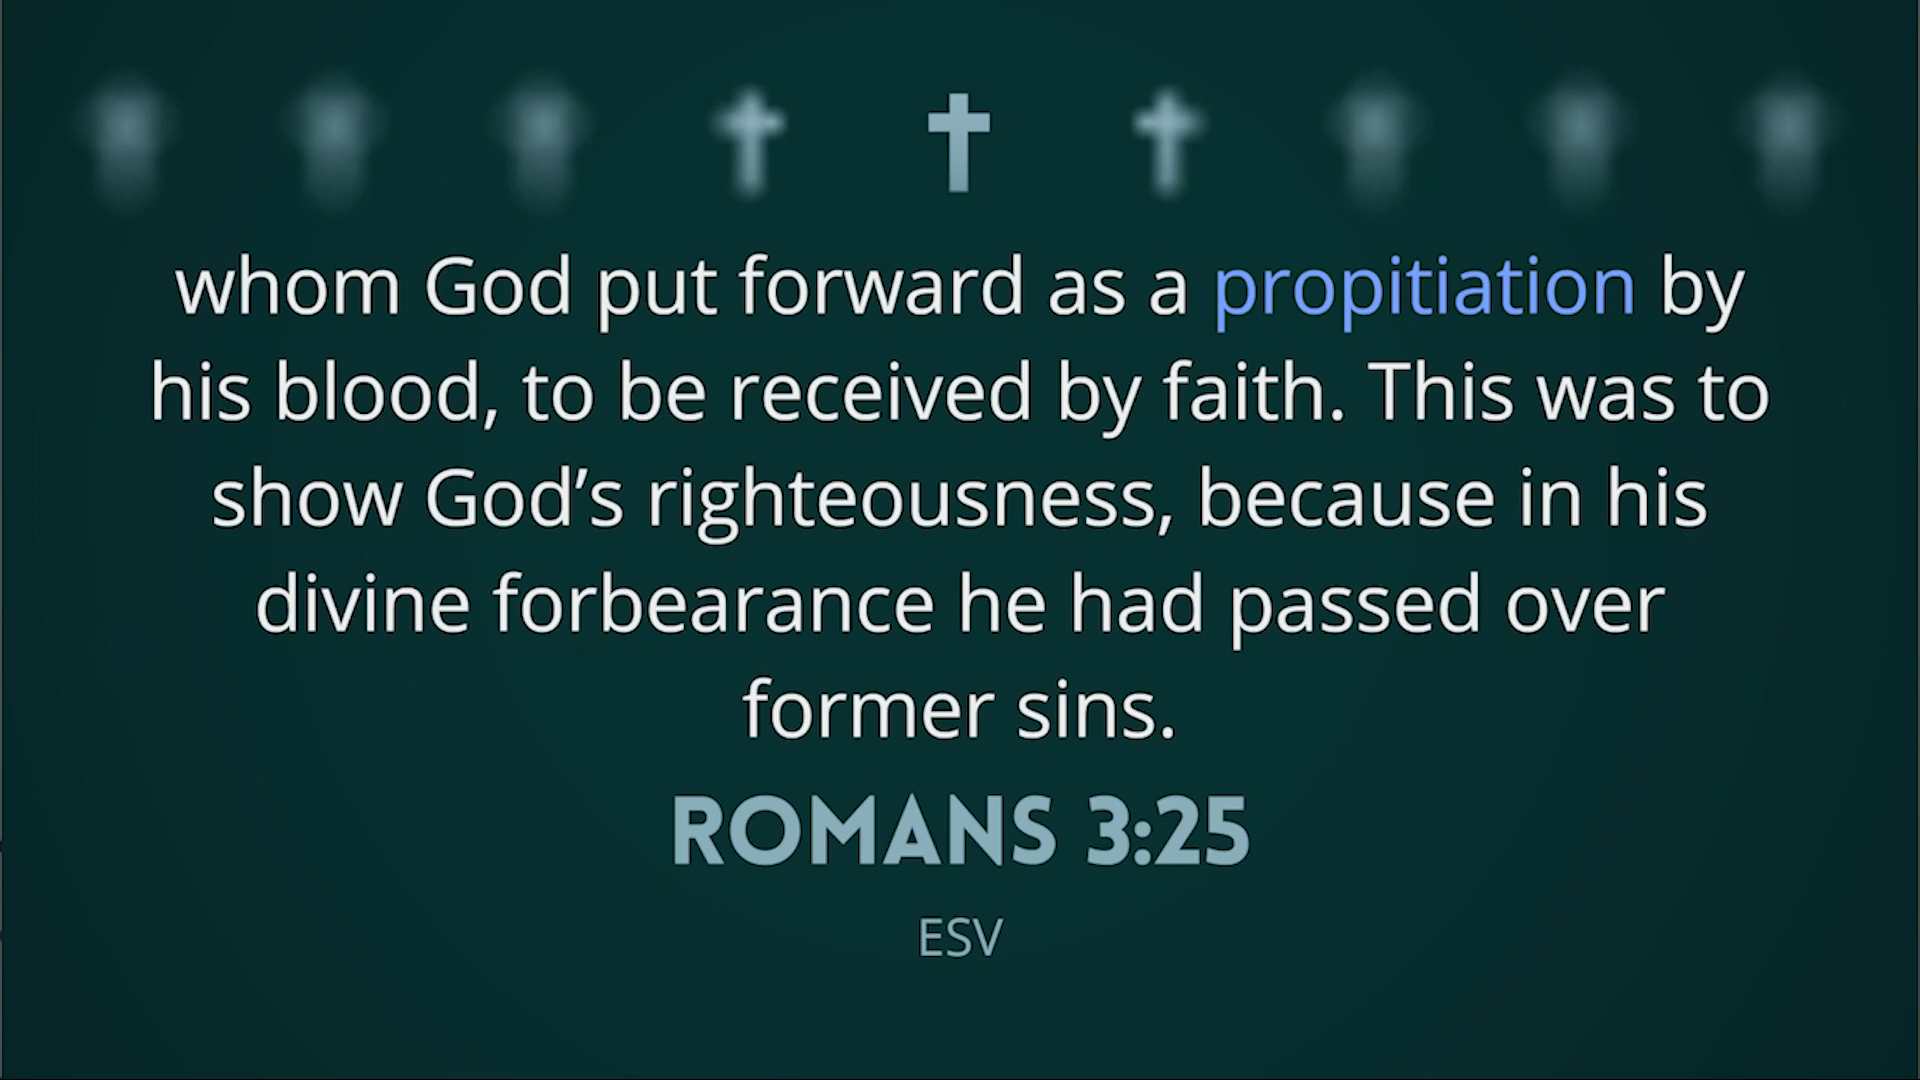 whom God put forward as a propitiation by
his blood, to be received by faith. This was to
show God’s righteousness, because in his
divine forbearance he had passed over
former sins.
ROMANS 3:25
ESV